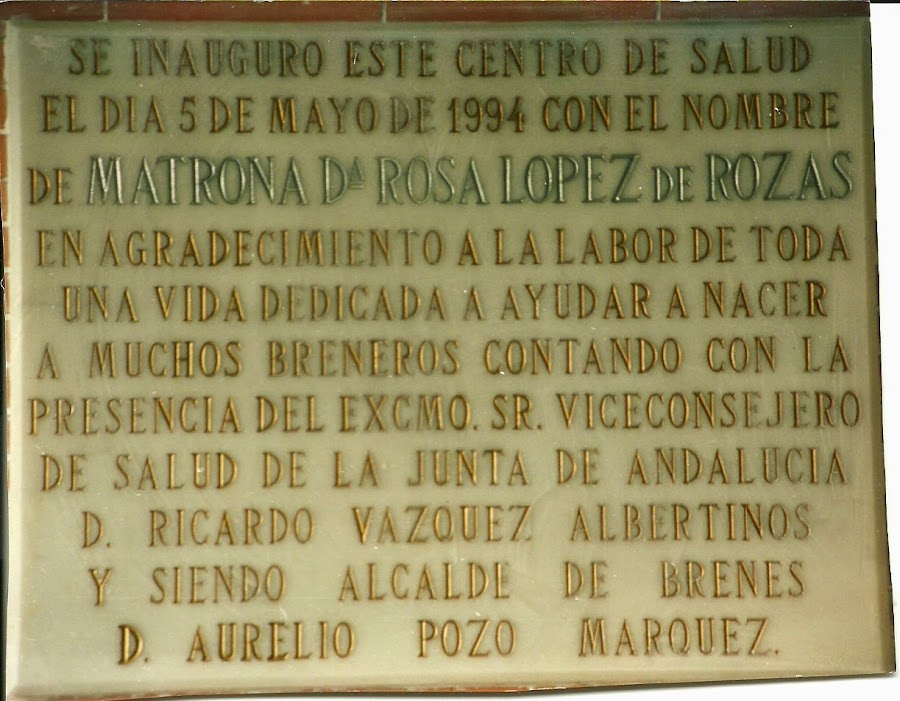 SE INAUGURO ESTE CENTRO DE SALUD
EL DIA 5 DE MAYO DE 1994 CON EL NOMBRE
DE MATRONA Dª ROSA LOPEZ DE ROZAS
EN AGRADECIMIENTO A LA LABOR DE TODA
UNA VIDA DEDICADA A AYUDAR A NACER
A MUCHOS BRENEROS CONTANDO CON LA
PRESENCIA DEL EXCMO. SR. VICECONSEJERO
DE SALUD DE LA JUNTA DE ANDALUCIA
D. RICARDO VAZQUEZ ALBERTINOS
Y SIENDO ALCALDE DE BRENES
D. AURELIO POZO MARQUEZ.